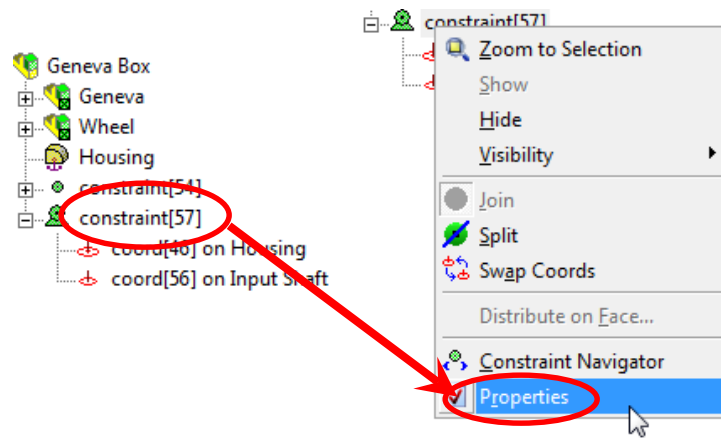 Geneva Box
Geneva
Wheel
Housing
constraint[54]
constraint[57]
coord[46] on Housing
coord[56] on Input Shaft
constraint[57]
Zoom to Selection
Show
Hide
Visibility
Join
Split
Swap Coords
Distribute on Face...
Constraint Navigator
Properties